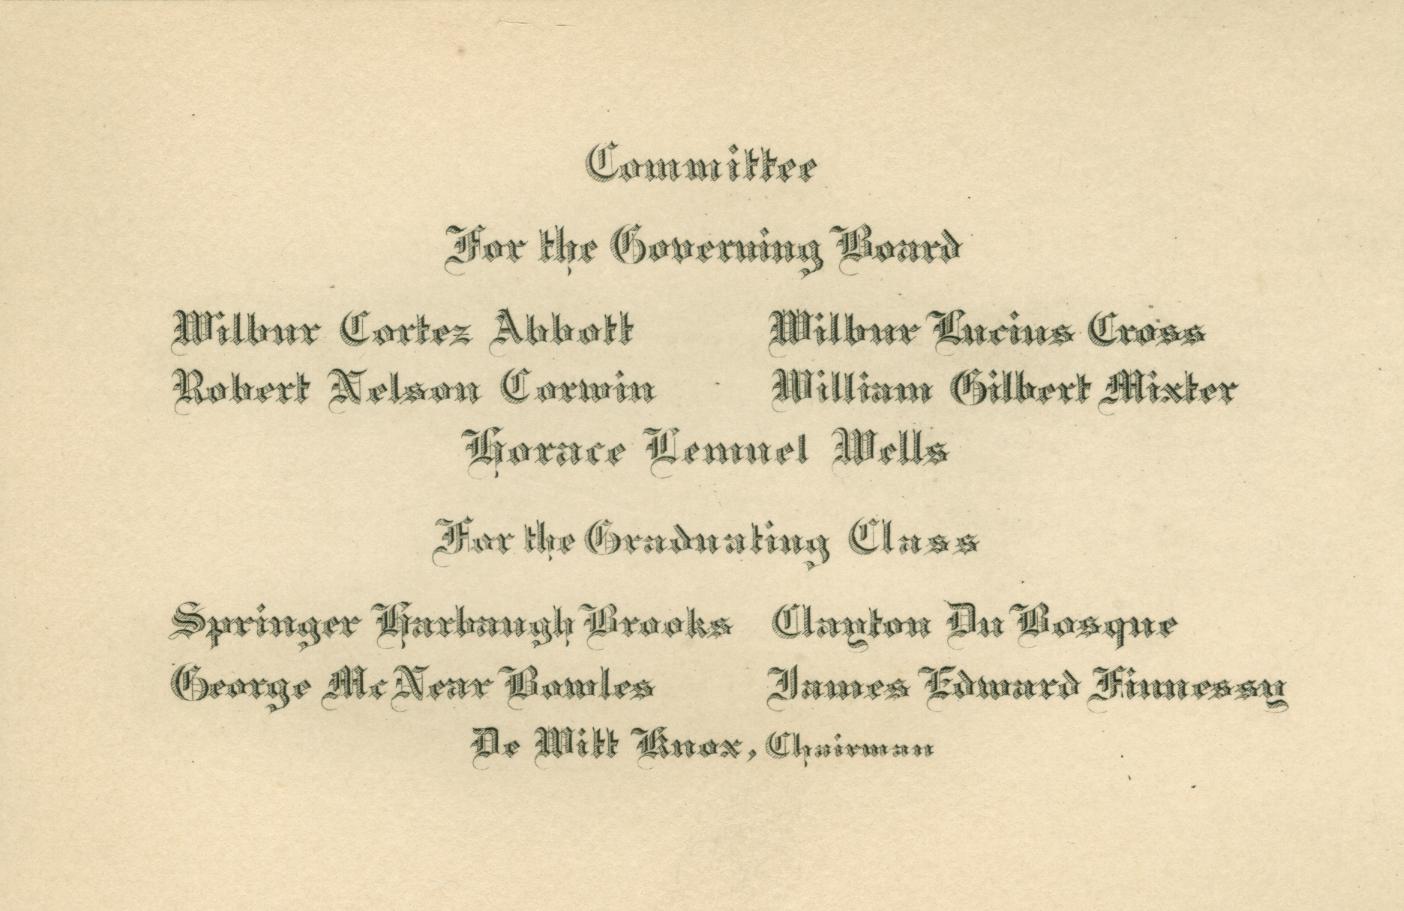 Committee
For the Governing Board
Wilbur Cortez Abbott Wilbur Lucius Cross
Robert Nelson Corwin William Gilbert Mixter
Horace Lemuel Wells
For the Graduating Class
Springer Harbaugh Brooks Clayton Du Bosque
George McNear Bowles James Edward Finnessy
De Witt Knox, Chairman